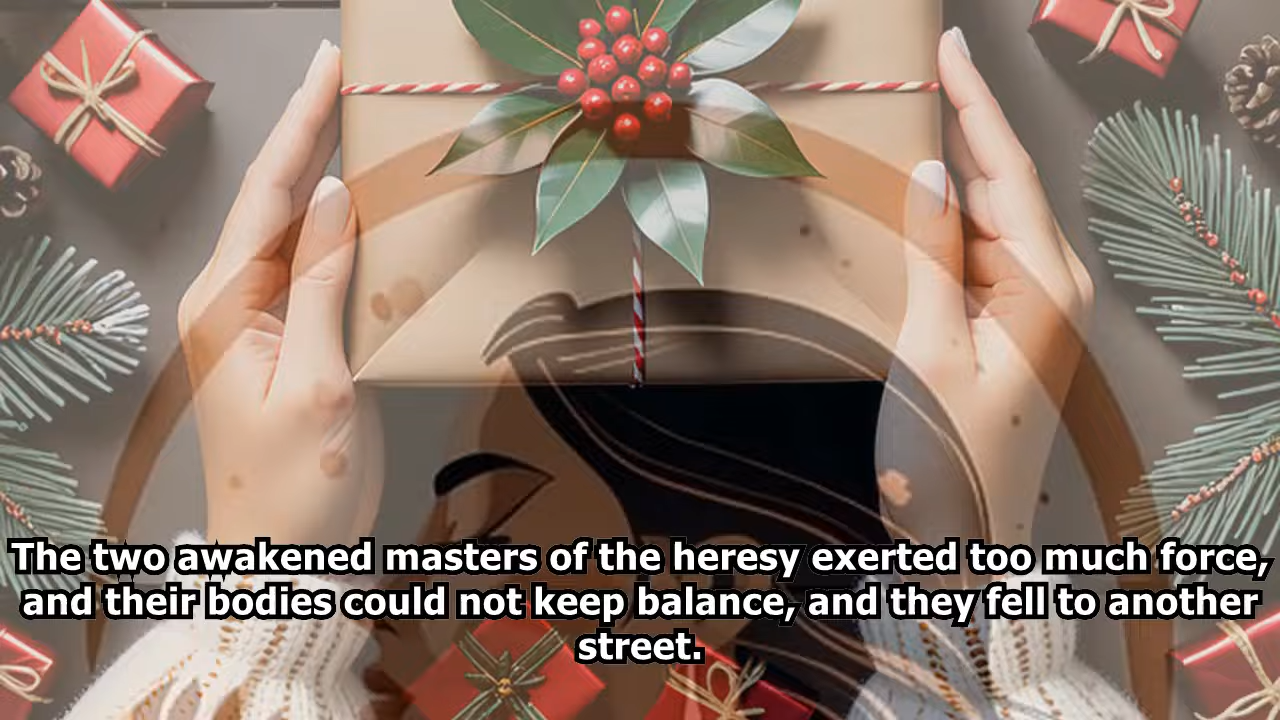 The two awakened masters of the heresy exerted too much force,
and their bodies could not keep balance, and they fell to another
street.